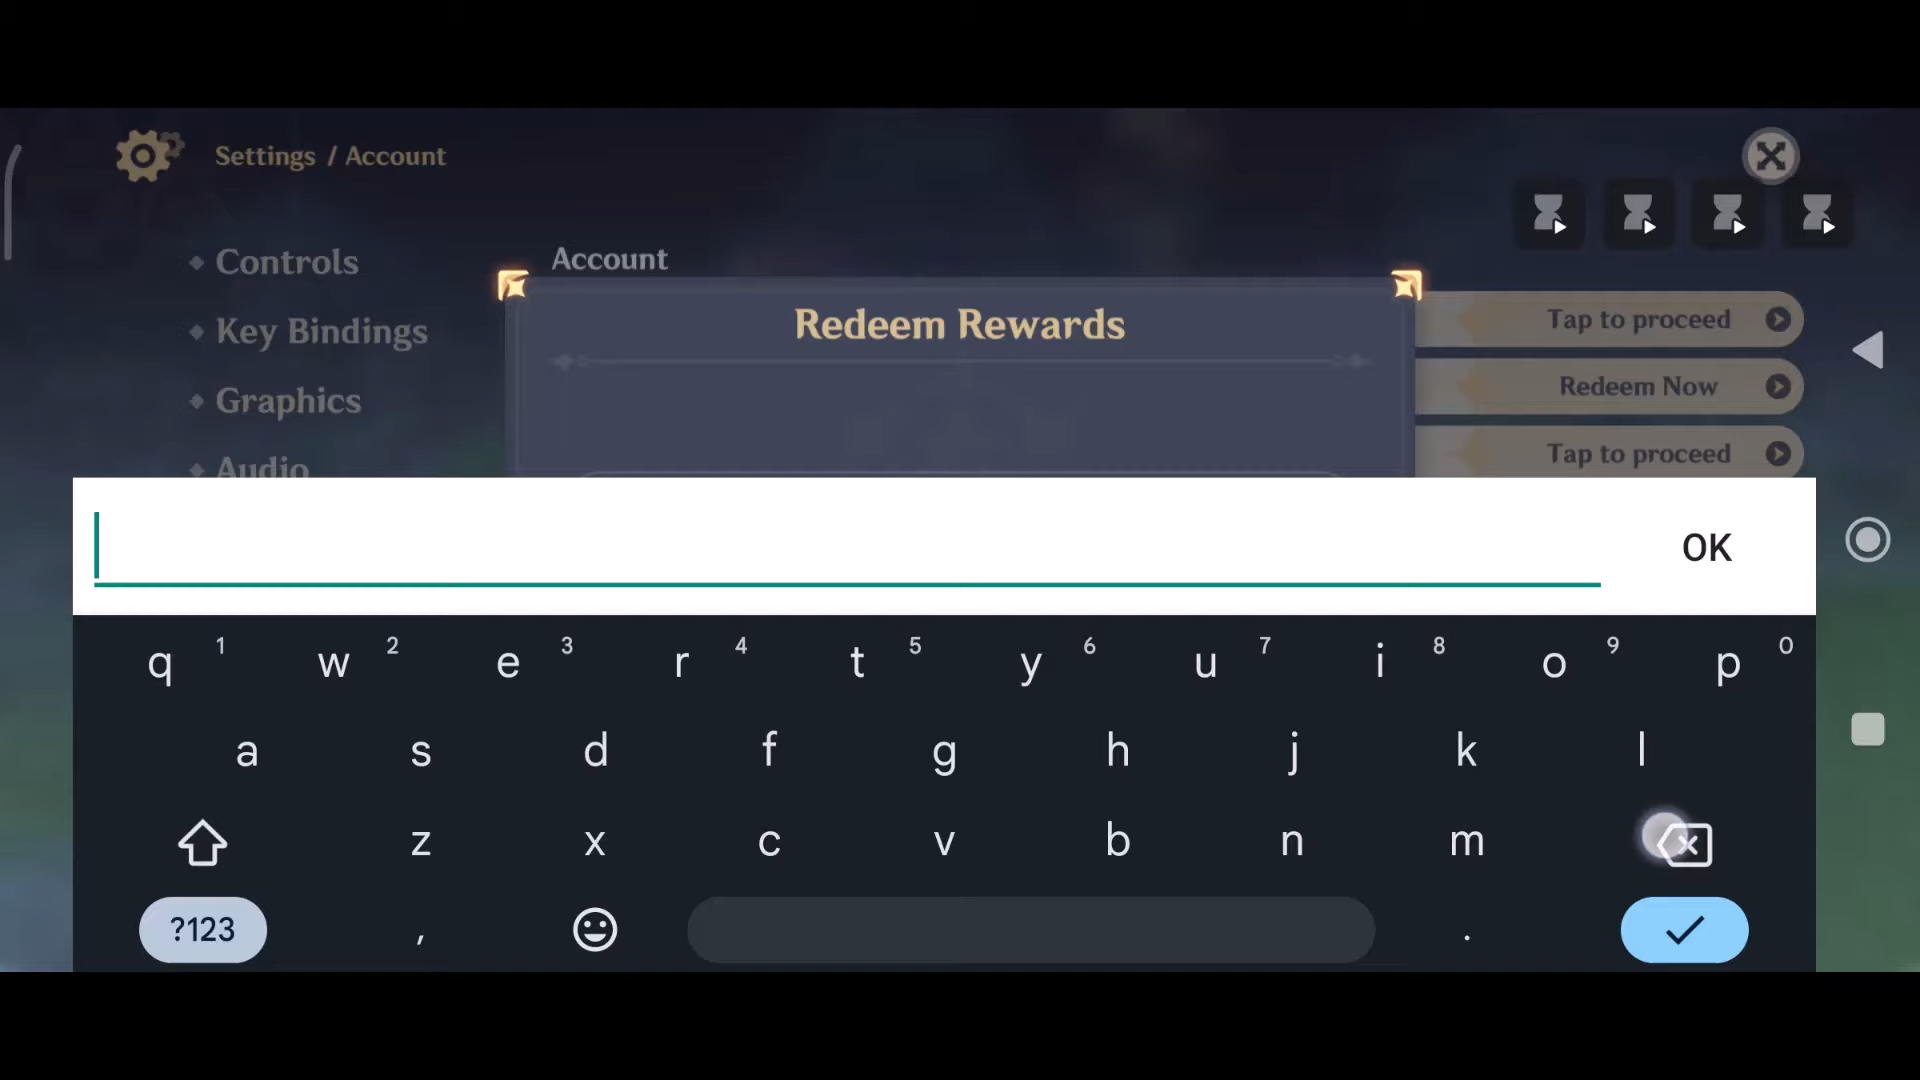 Settings / Account
Controls
Key Bindings
Graphics
Audio
Account
Redeem Rewards
Tap to proceed
Redeem Now
Tap to proceed
OK
q 1 w 2 e 3 r 4 t 5 y 6 u 7 i 8 o 9 p 0
a s d f g h j k l
z x c v b n m
?123 , .